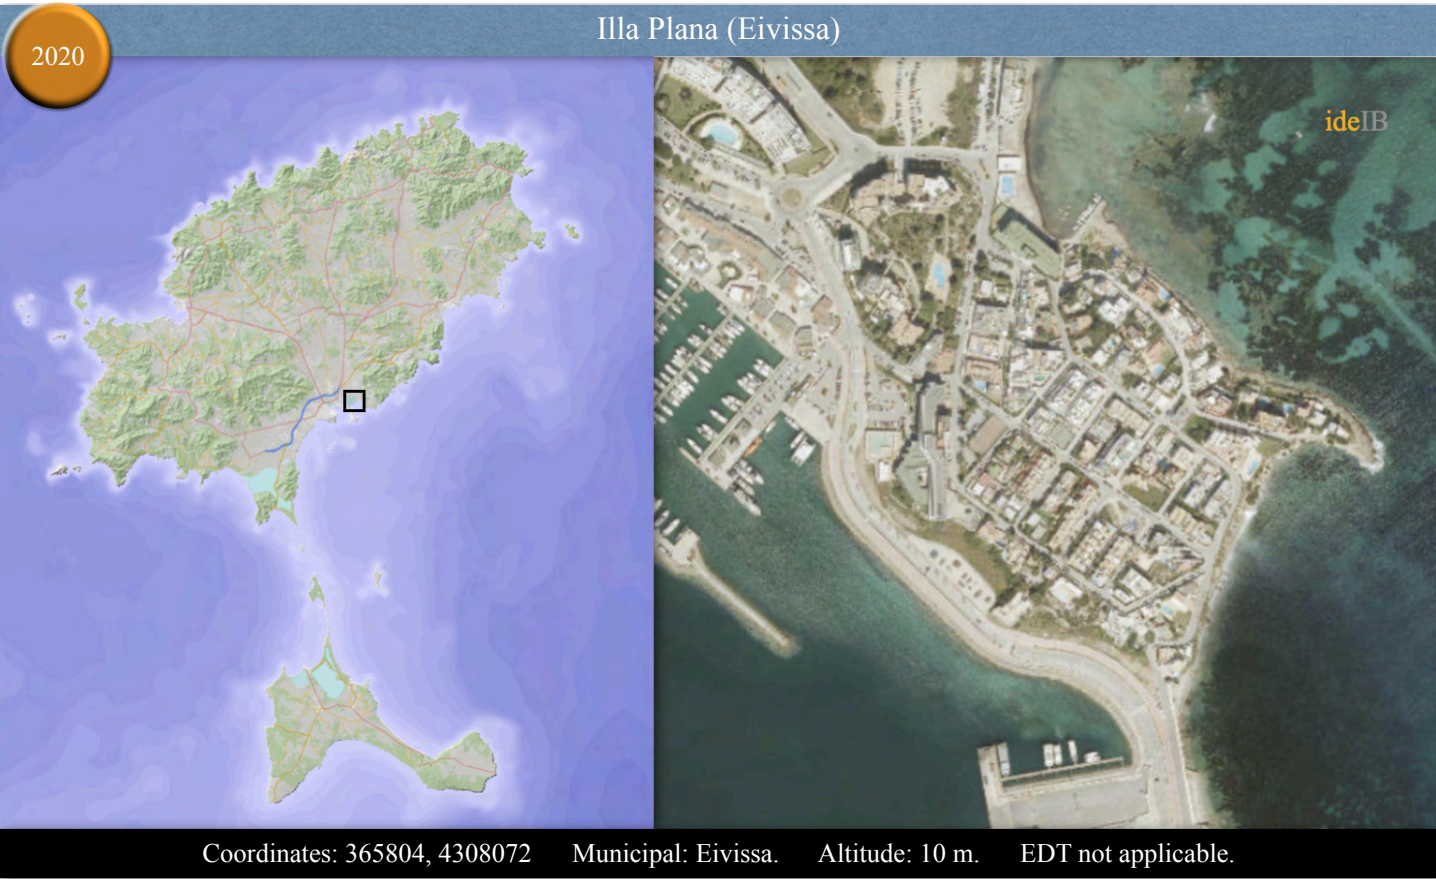 Illa Plana (Eivissa)
2020
ideIB
Coordinates: 365804, 4308072 Municipal: Eivissa. Altitude: 10 m. EDT not applicable.